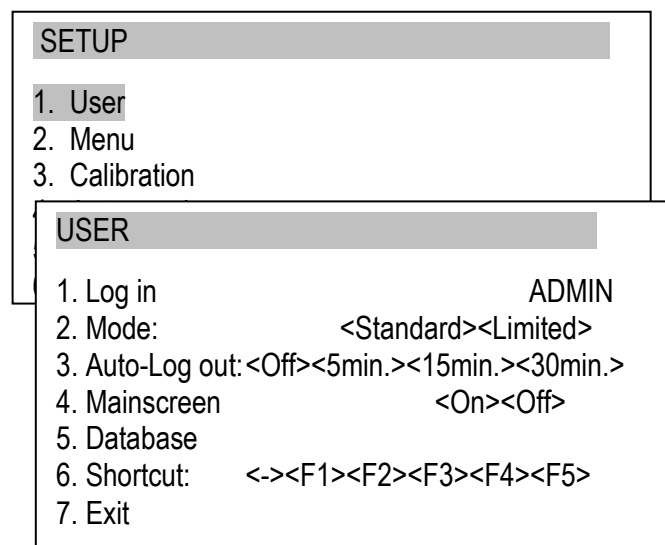 SETUP
1. User
2. Menu
3. Calibration
USER
1. Log in ADMIN
2. Mode: <Standard><Limited>
3. Auto-Log out:<Off><5min.><15min.><30min.>
4. Mainscreen <On><Off>
5. Database
6. Shortcut: <-><F1><F2><F3><F4><F5>
7. Exit